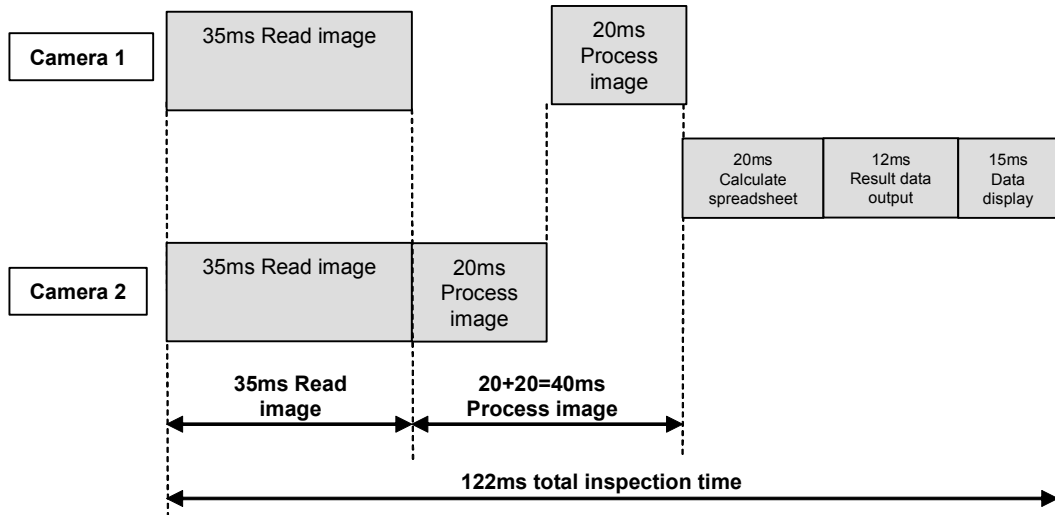 Camera 1
35ms Read image
20ms
Process
image
20ms
Calculate
spreadsheet
12ms
Result data
output
15ms
Data
display
Camera 2
35ms Read image
20ms
Process
image
35ms Read
image
20+20=40ms
Process image
122ms total inspection time